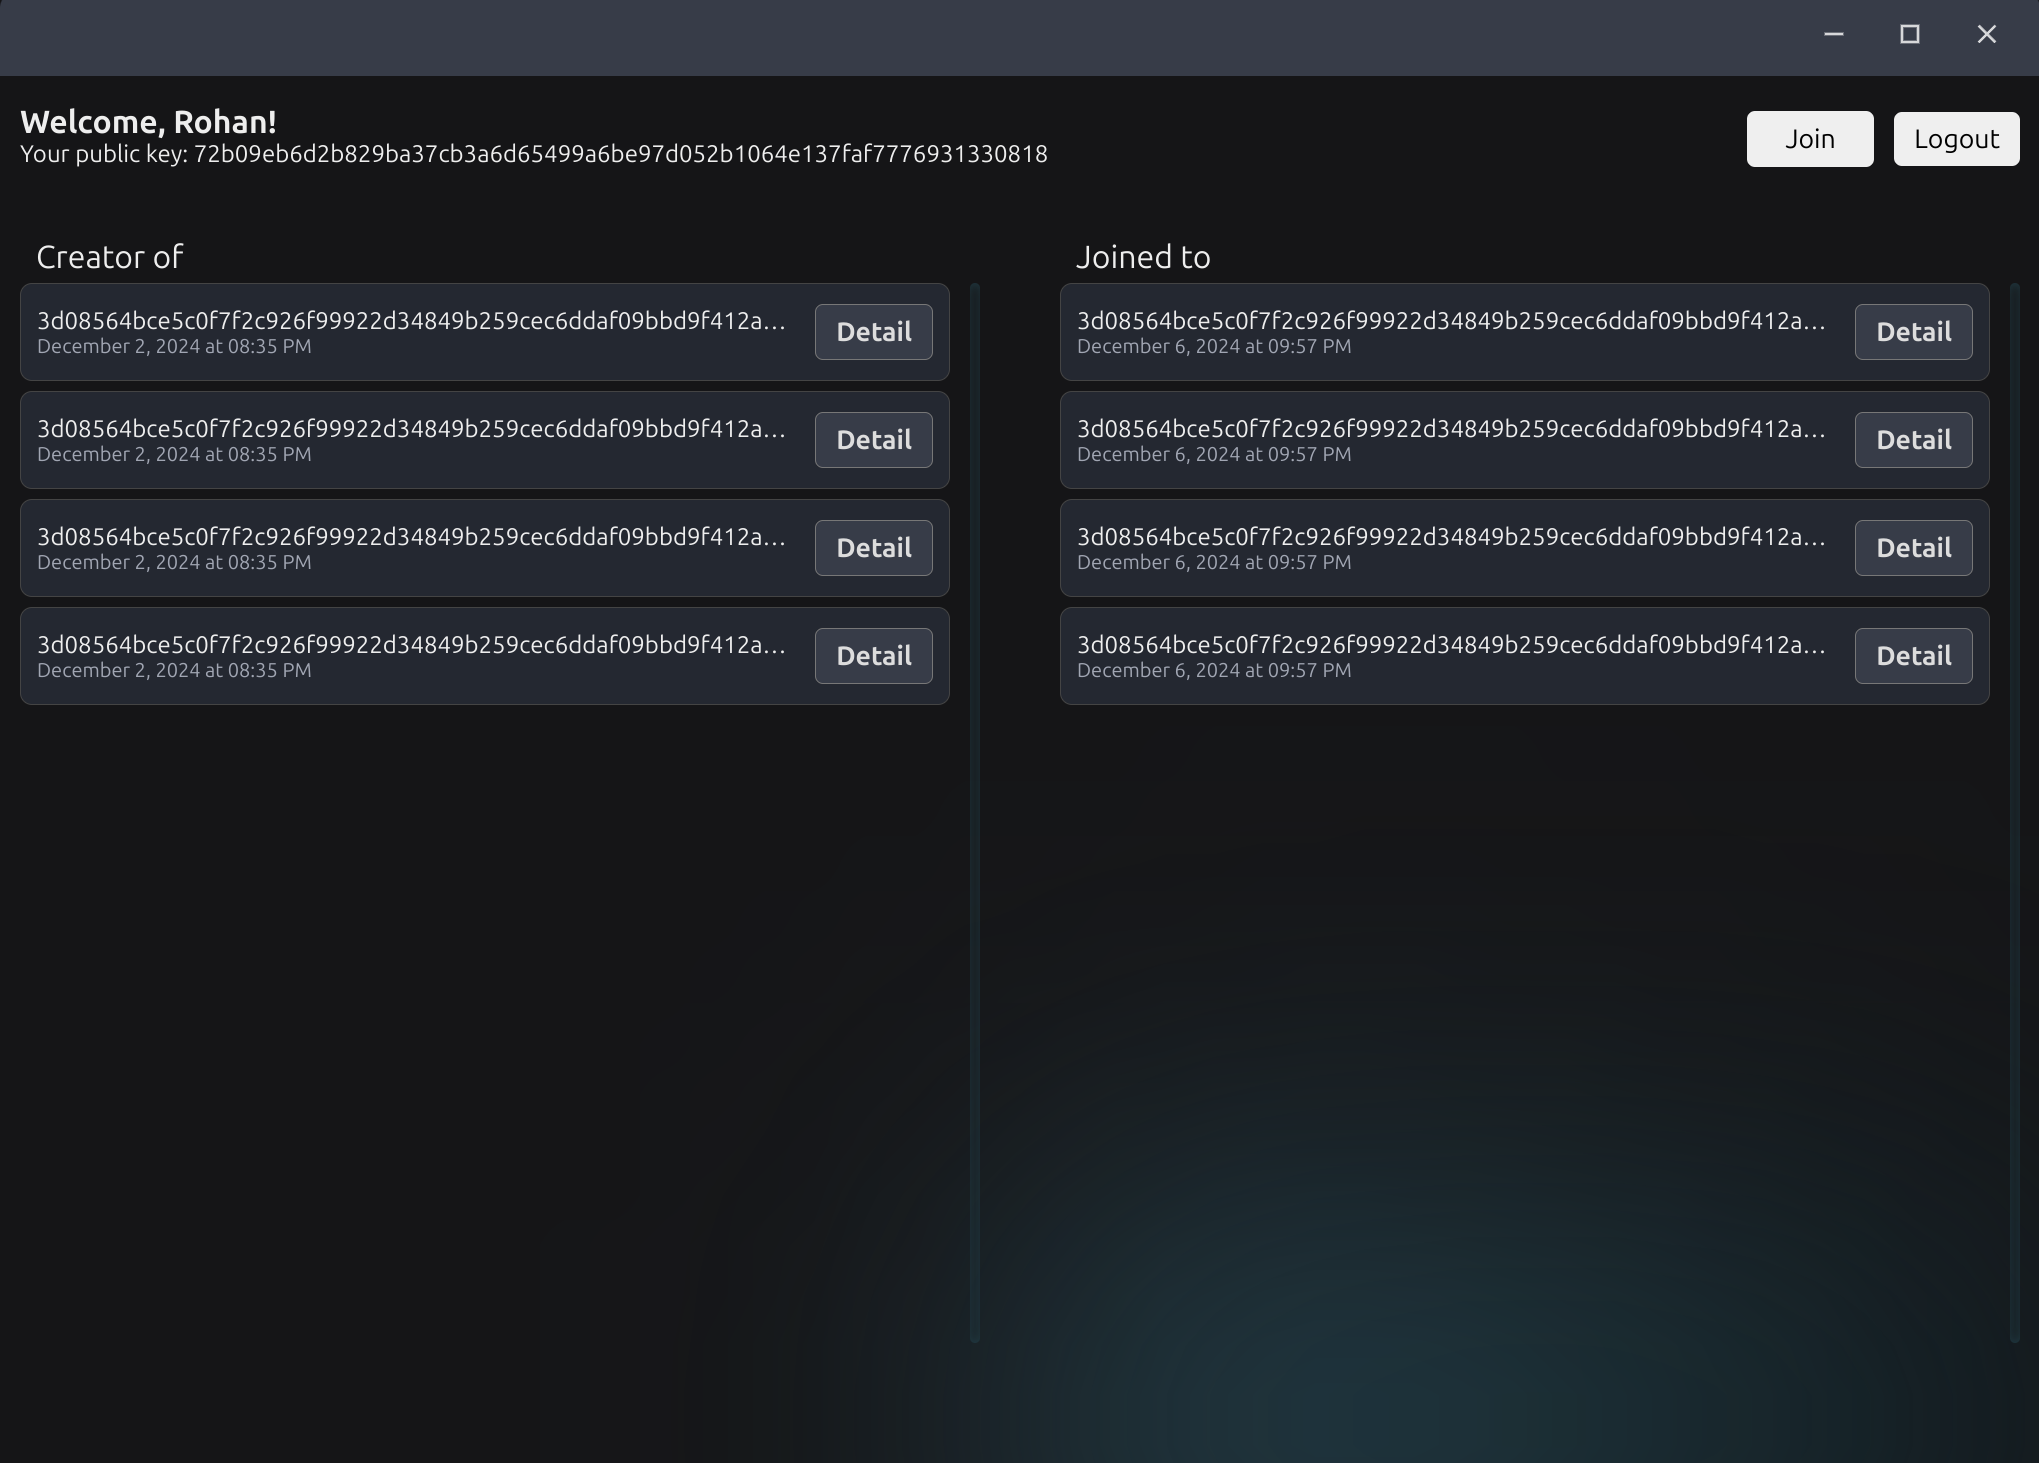 Welcome, Rohan!
Your public key: 72b09eb6d2b829ba37cb3a6d65499a6be97d052b1064e137faf7776931330818
Join
Logout
Creator of
3d08564bce5c0f7f2c926f99922d34849b259cec6ddaf09bbd9f412a...
December 2, 2024 at 08:35 PM
Detail
3d08564bce5c0f7f2c926f99922d34849b259cec6ddaf09bbd9f412a...
December 2, 2024 at 08:35 PM
Detail
3d08564bce5c0f7f2c926f99922d34849b259cec6ddaf09bbd9f412a...
December 2, 2024 at 08:35 PM
Detail
3d08564bce5c0f7f2c926f99922d34849b259cec6ddaf09bbd9f412a...
December 2, 2024 at 08:35 PM
Detail
Joined to
3d08564bce5c0f7f2c926f99922d34849b259cec6ddaf09bbd9f412a...
December 6, 2024 at 09:57 PM
Detail
3d08564bce5c0f7f2c926f99922d34849b259cec6ddaf09bbd9f412a...
December 6, 2024 at 09:57 PM
Detail
3d08564bce5c0f7f2c926f99922d34849b259cec6ddaf09bbd9f412a...
December 6, 2024 at 09:57 PM
Detail
3d08564bce5c0f7f2c926f99922d34849b259cec6ddaf09bbd9f412a...
December 6, 2024 at 09:57 PM
Detail